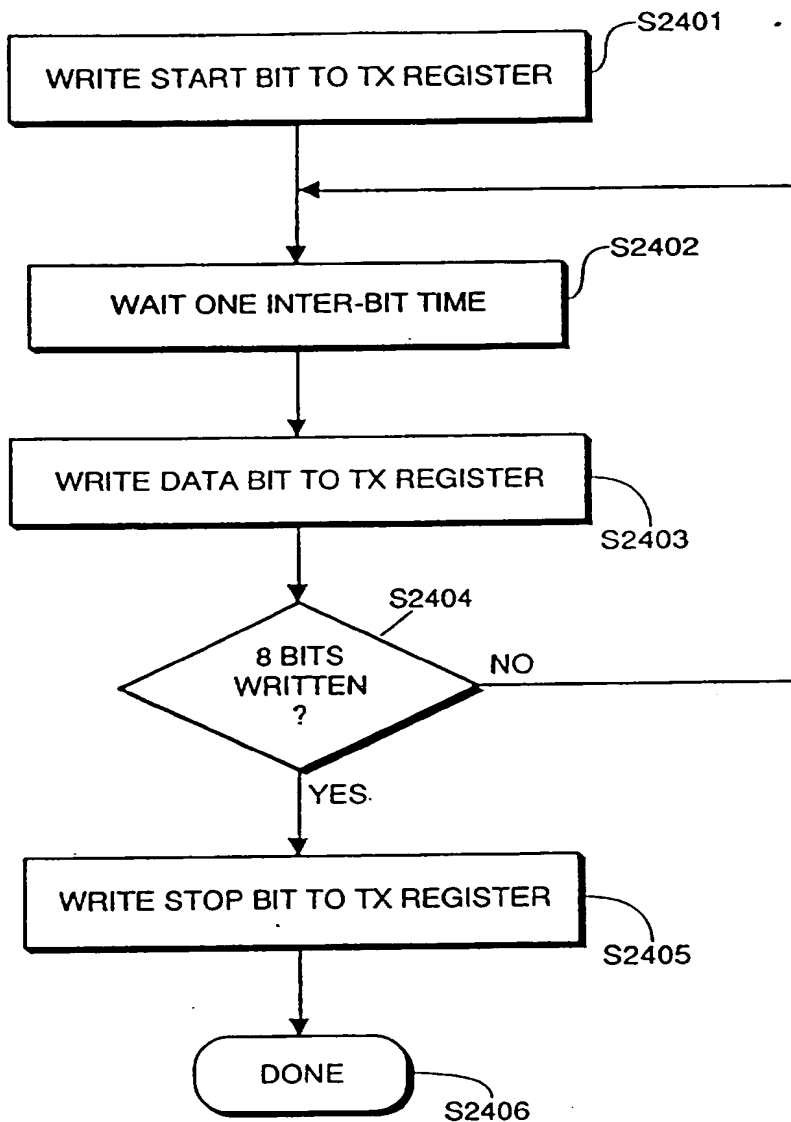 S2401
WRITE START BIT TO TX REGISTER
S2402
WAIT ONE INTER-BIT TIME
WRITE DATA BIT TO TX REGISTER
S2403
S2404
8 BITS
WRITTEN
?
NO
YES
WRITE STOP BIT TO TX REGISTER
S2405
DONE
S2406